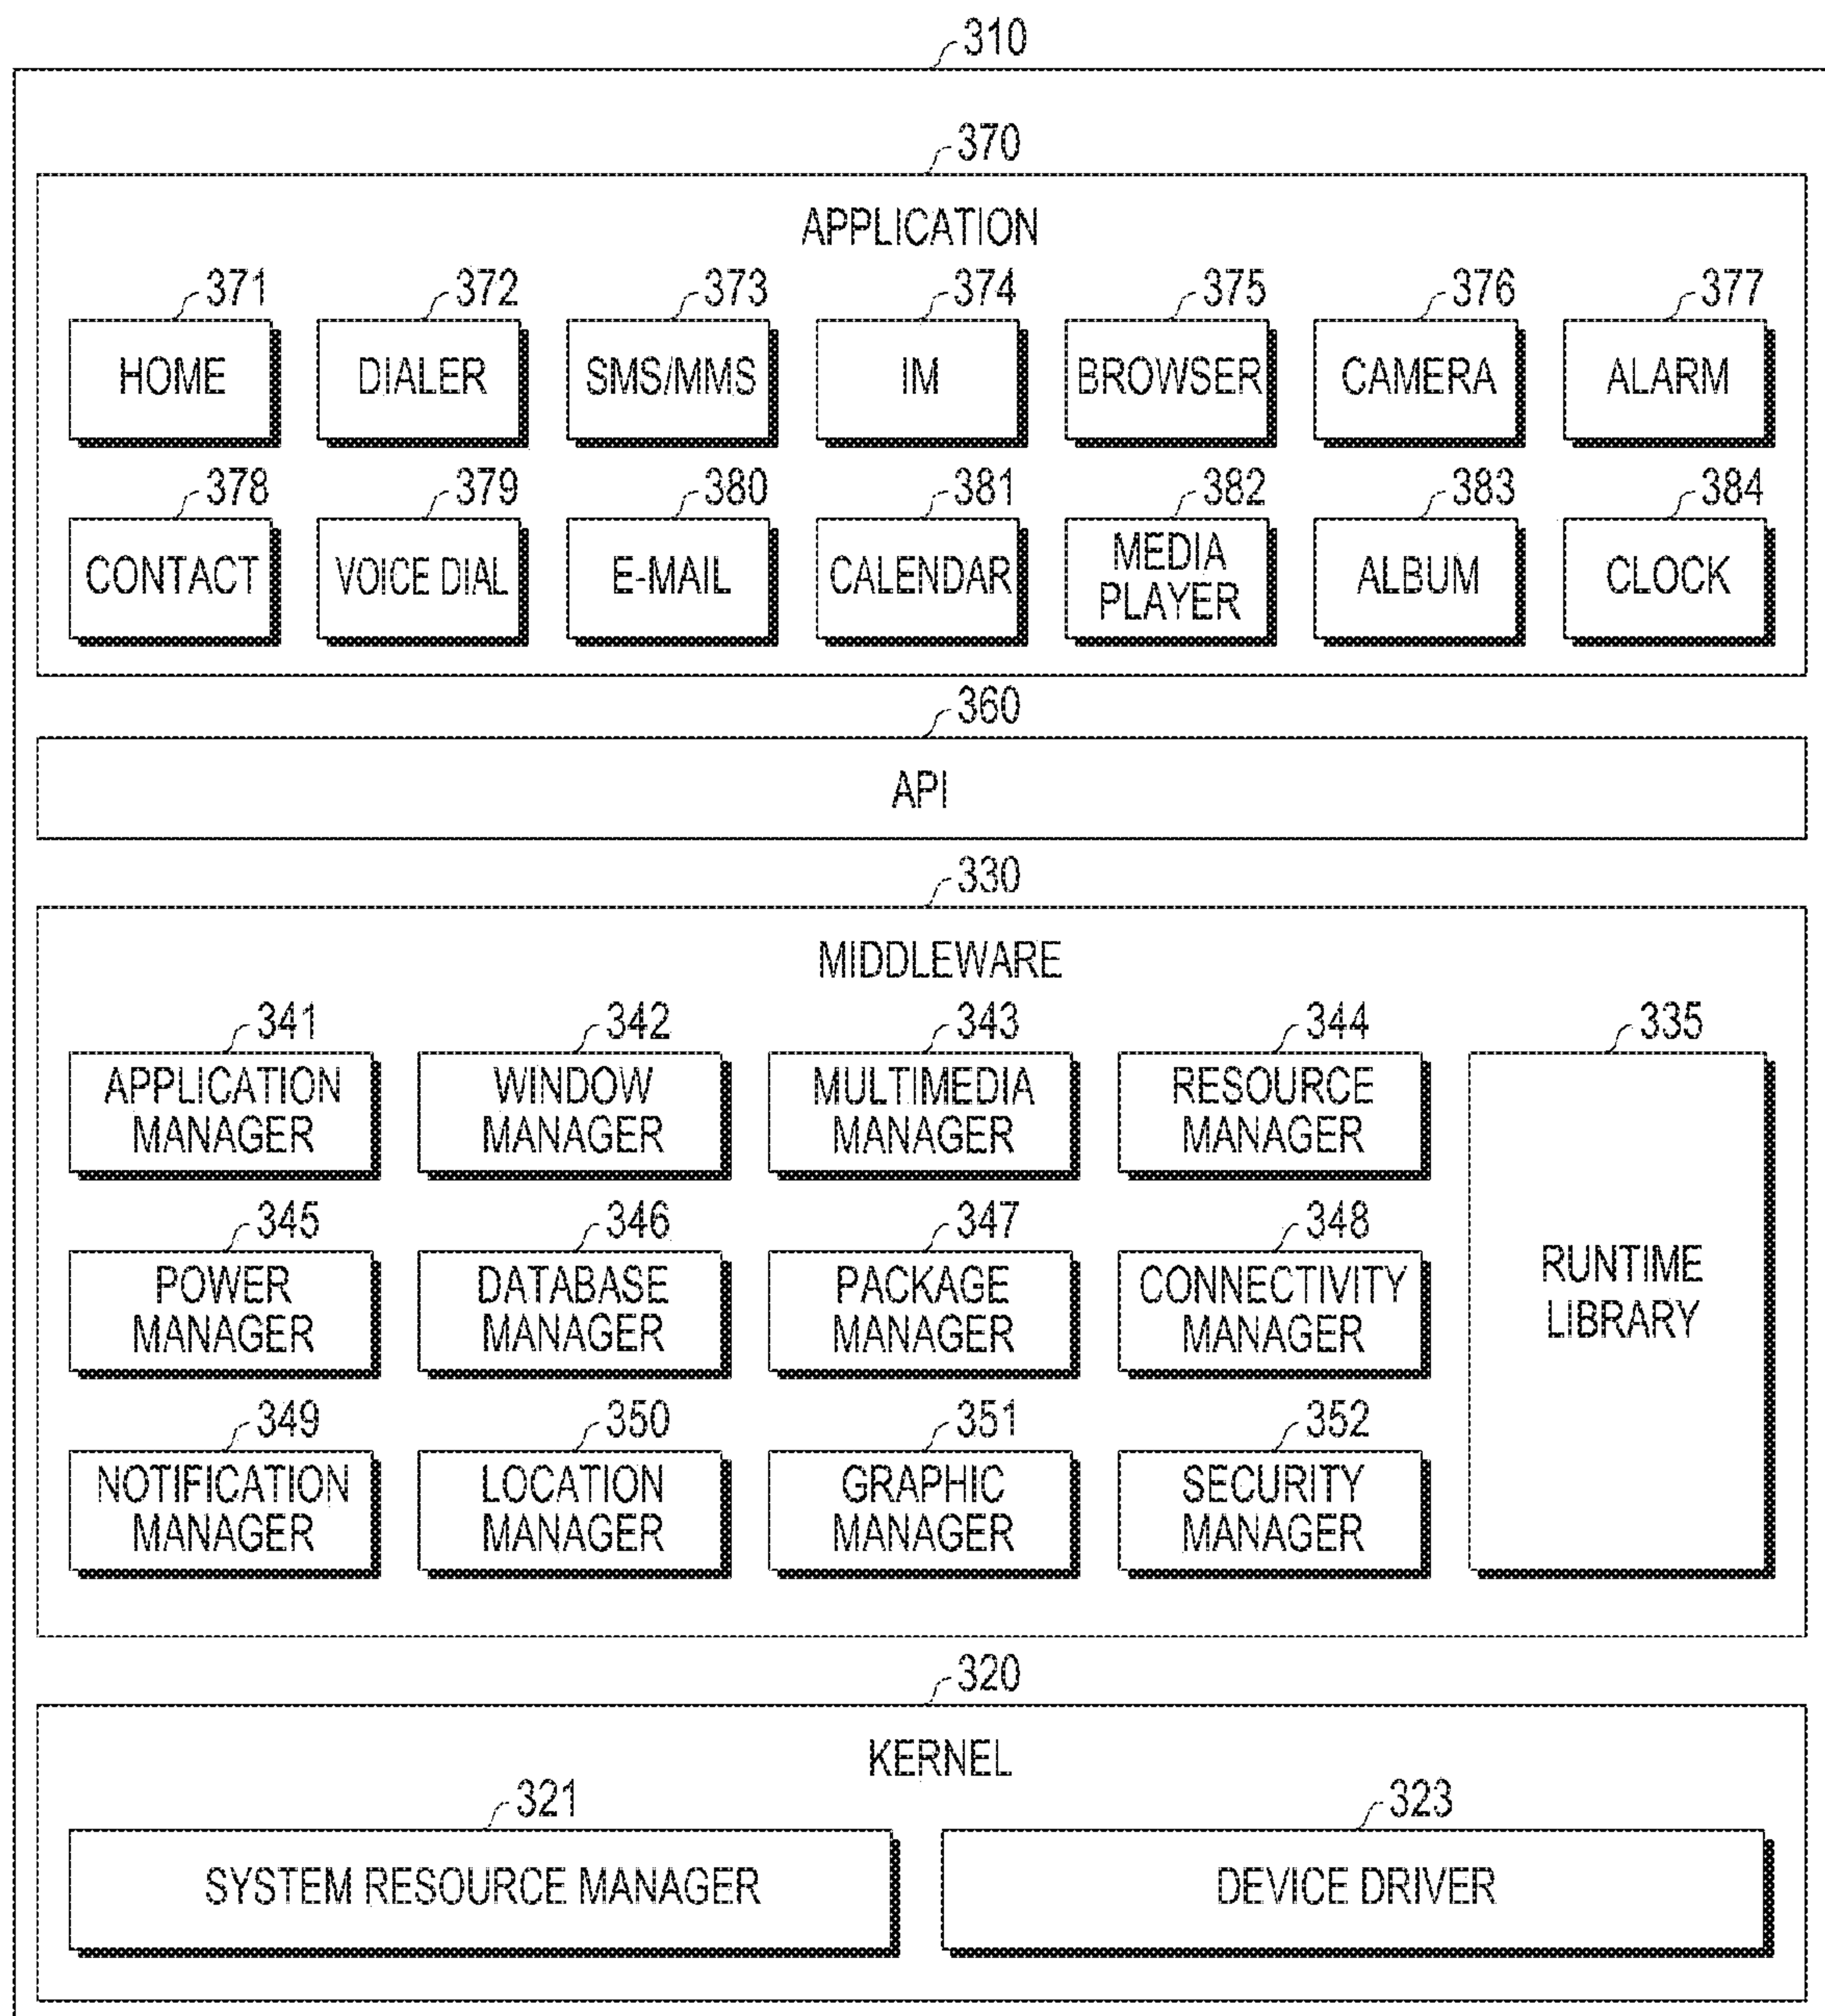 310
370
APPLICATION
371 372 373 374 375 376 377
HOME DIALER SMS/MMS IM BROWSER CAMERA ALARM
378 379 380 381 382 383 384
CONTACT VOICE DIAL E-MAIL CALENDAR MEDIA PLAYER ALBUM CLOCK
360
API
330
MIDDLEWARE
341 342 343 344 335
APPLICATION MANAGER WINDOW MANAGER MULTIMEDIA MANAGER RESOURCE MANAGER
345 346 347 348
POWER MANAGER DATABASE MANAGER PACKAGE MANAGER CONNECTIVITY MANAGER RUNTIME LIBRARY
349 350 351 352
NOTIFICATION MANAGER LOCATION MANAGER GRAPHIC MANAGER SECURITY MANAGER
320
KERNEL
321 323
SYSTEM RESOURCE MANAGER DEVICE DRIVER